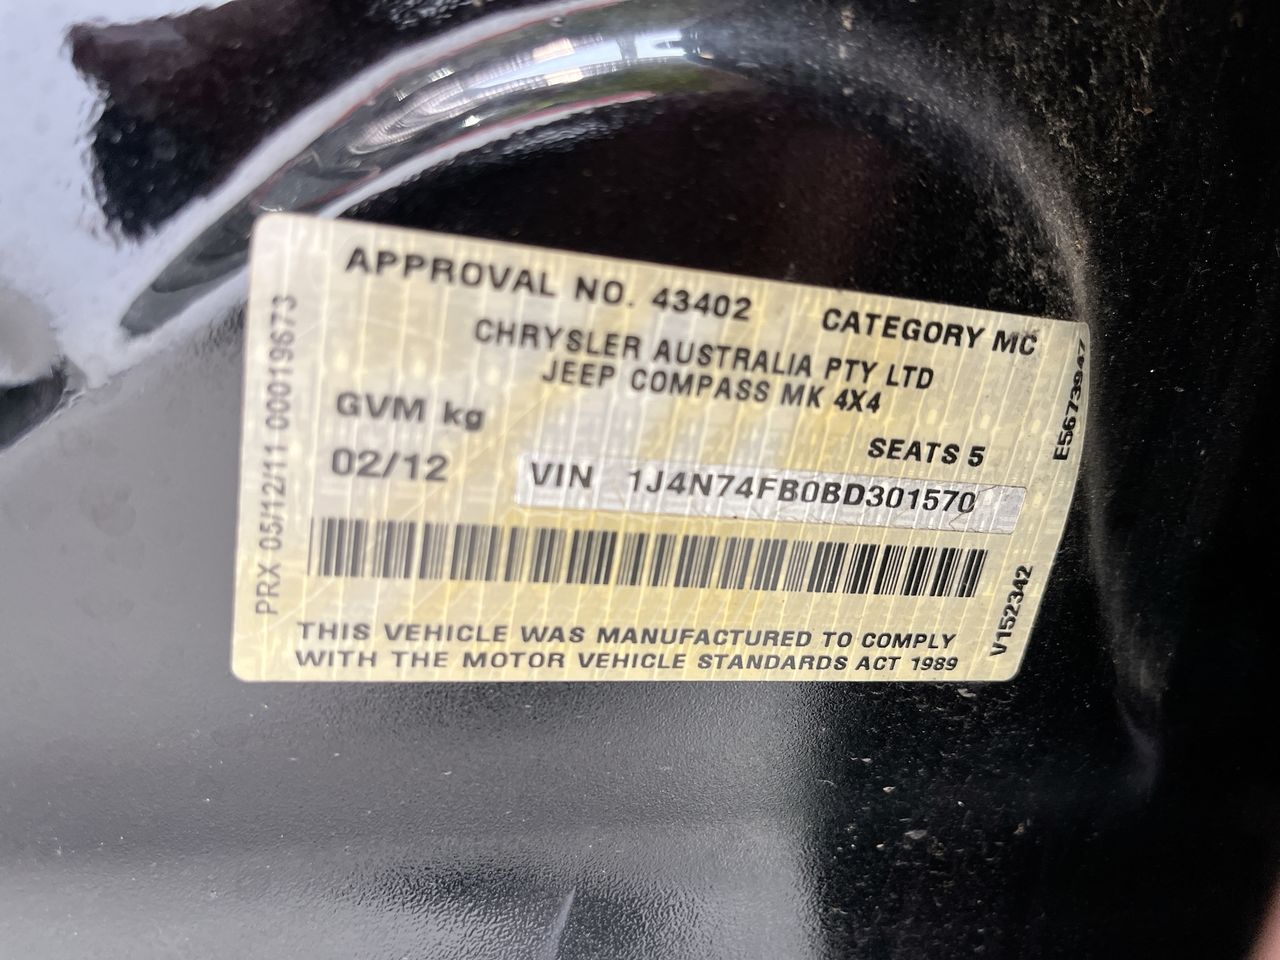 APPROVAL NO. 43402 CATEGORY MC
CHRYSLER AUSTRALIA PTY LTD
JEEP COMPASS MK 4X4
GVM kg
SEATS 5
02/12
VIN 1J4N74FB0BD301570
THIS VEHICLE WAS MANUFACTURED TO COMPLY
WITH THE MOTOR VEHICLE STANDARDS ACT 1989
PRX 05/12/11 00019673
E5673947
V152342